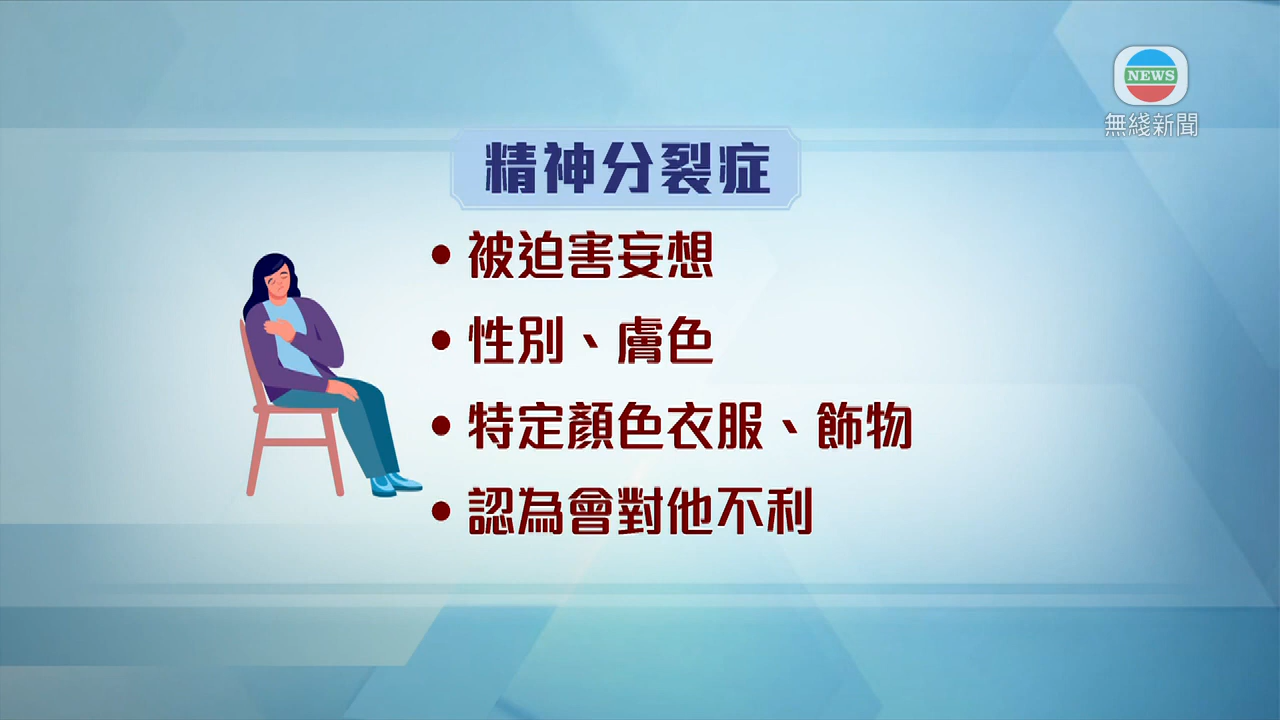 NEWS
無綫新聞
精神分裂症
•被迫害妄想
•性別、膚色
•特定顏色衣服、飾物
•認為會對他不利